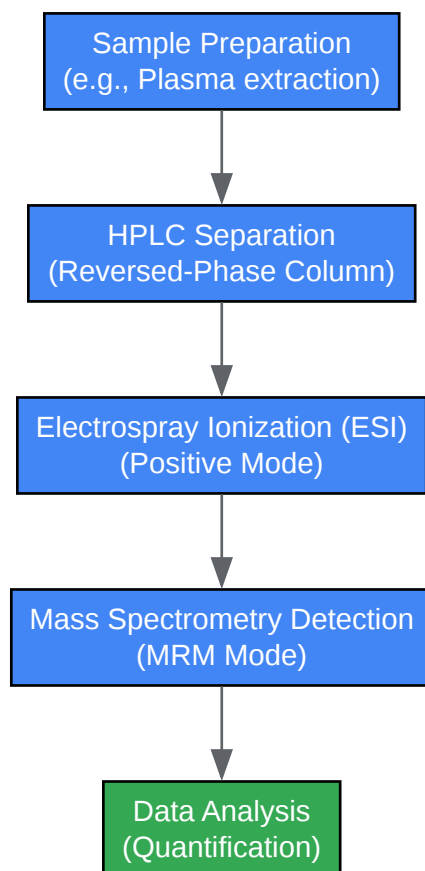 Sample Preparation
(e.g., Plasma extraction)
HPLC Separation
(Reversed-Phase Column)
Electrospray Ionization (ESI)
(Positive Mode)
Mass Spectrometry Detection
(MRM Mode)
Data Analysis
(Quantification)